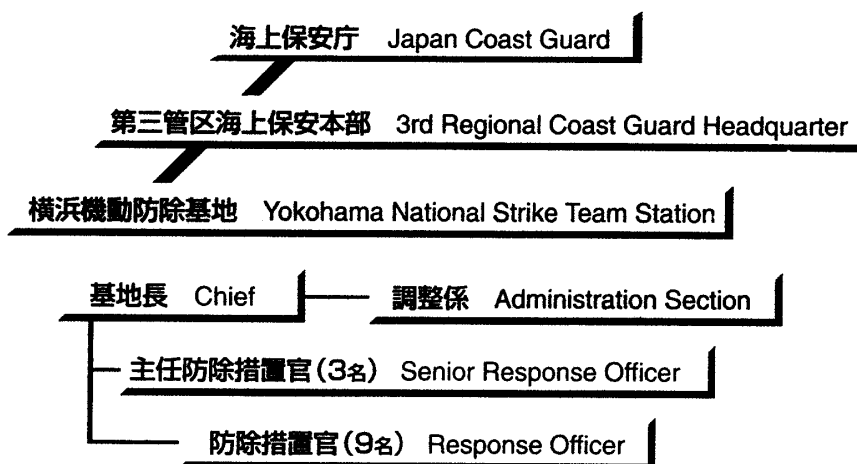 海上保安庁 Japan Coast Guard
第三管区海上保安本部 3rd Regional Coast Guard Headquarter
横浜機動防除基地 Yokohama National Strike Team Station
基地長 Chief 調整係 Administration Section
主任防除措置官(3名) Senior Response Officer
防除措置官(9名) Response Officer